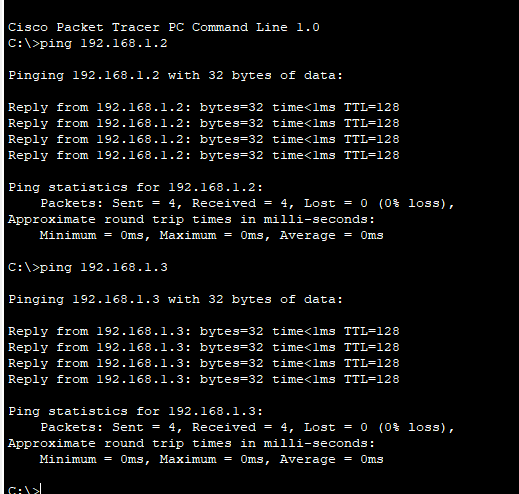 Cisco Packet Tracer PC Command Line 1.0
C:\>ping 192.168.1.2
Pinging 192.168.1.2 with 32 bytes of data:
Reply from 192.168.1.2: bytes=32 time<1ms TTL=128
Reply from 192.168.1.2: bytes=32 time<1ms TTL=128
Reply from 192.168.1.2: bytes=32 time<1ms TTL=128
Reply from 192.168.1.2: bytes=32 time<1ms TTL=128
Ping statistics for 192.168.1.2:
    Packets: Sent = 4, Received = 4, Lost = 0 (0% loss),
Approximate round trip times in milli-seconds:
    Minimum = 0ms, Maximum = 0ms, Average = 0ms
C:\>ping 192.168.1.3
Pinging 192.168.1.3 with 32 bytes of data:
Reply from 192.168.1.3: bytes=32 time<1ms TTL=128
Reply from 192.168.1.3: bytes=32 time<1ms TTL=128
Reply from 192.168.1.3: bytes=32 time<1ms TTL=128
Reply from 192.168.1.3: bytes=32 time<1ms TTL=128
Ping statistics for 192.168.1.3:
    Packets: Sent = 4, Received = 4, Lost = 0 (0% loss),
Approximate round trip times in milli-seconds:
    Minimum = 0ms, Maximum = 0ms, Average = 0ms
C:\>